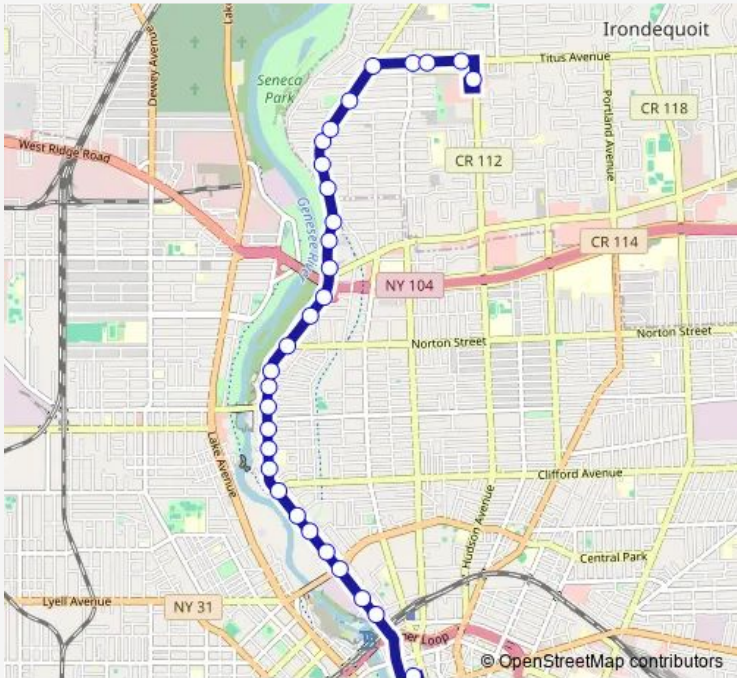 Irondequoit
Titus Avenue
Dewey Avenue
Lake
Seneca
Park
Portland Avenue
CR 118
West Ridge Road
CR 112
Genesee River
CR 114
NY 104
Norton Street
Norton Street
Lake Avenue
Clifford Avenue
Hudson Avenue
Central Park
Lyell Avenue
NY 31
ner Loop
© OpenStreetMap contributors